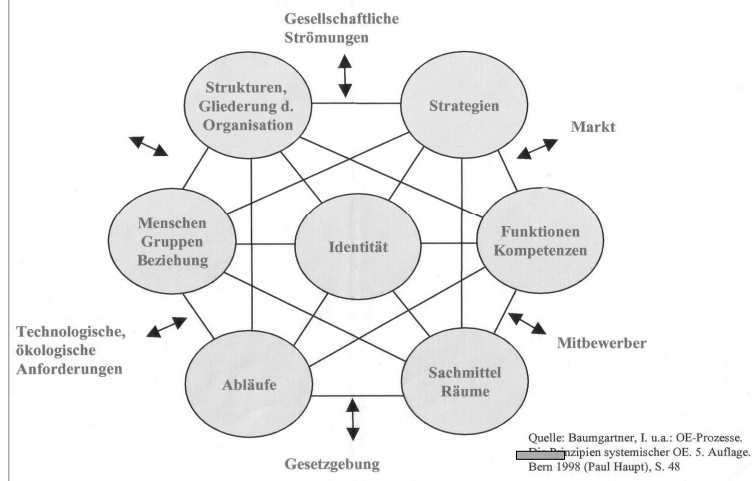 Gesellschaftliche
Strömungen
Strukturen,
Gliederung d.
Organisation
Strategien
Markt
Menschen
Gruppen
Beziehung
Identität
Funktionen
Kompetenzen
Technologische,
ökologische
Anforderungen
Mitbewerber
Abläufe
Sachmittel
Räume
Gesetzgebung
Quelle: Baumgartner, I. u.a.: OE-Prozesse.
systemischer OE. 5. Auflage.
Bern 1998 (Paul Haupt), S. 48